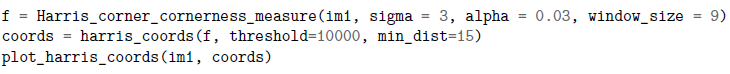 f = Harris_corner_cornerness_measure(im1, sigma = 3, alpha = 0.03, window_size = 9)
coords = harris_coords(f, threshold=10000, min_dist=15)
plot_harris_coords(im1, coords)